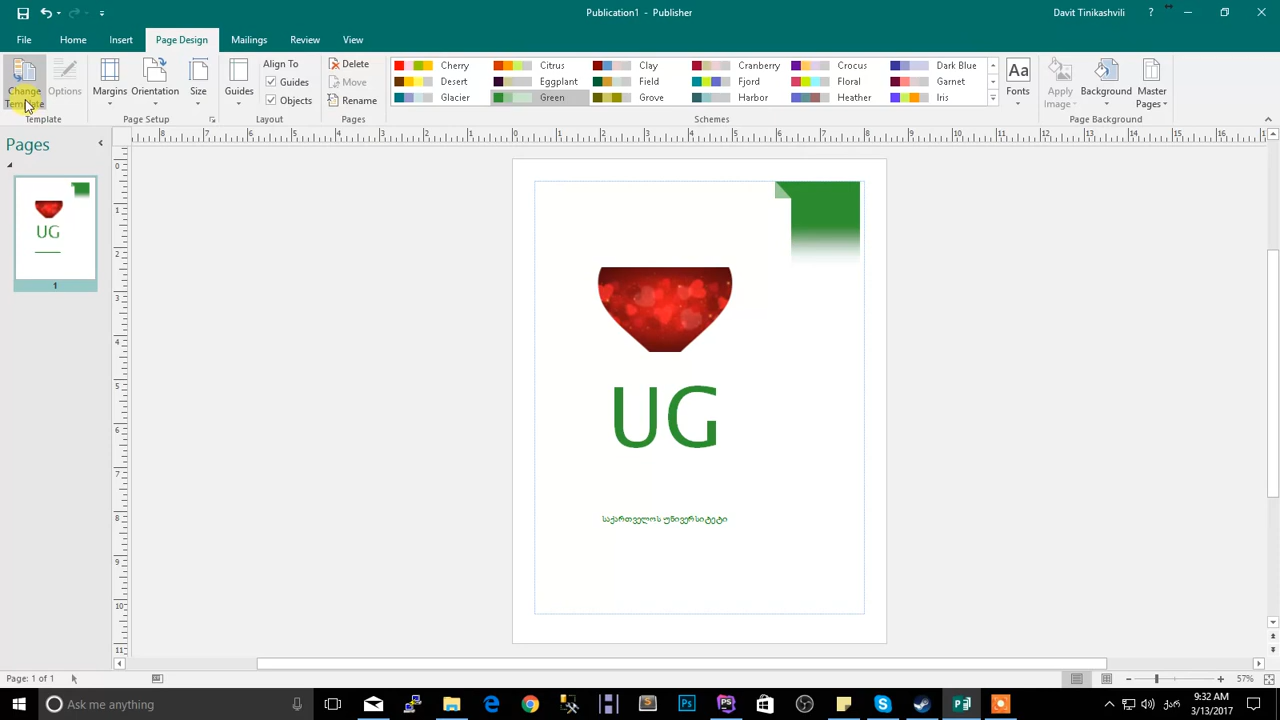 Publication1 - Publisher
Davit Tinikashvili
?
File
Home
Insert
Page Design
Mailings
Review
View
Change
Template
Options
Margins
Orientation
Size
Align To
Guides
Objects
Guides
Delete
Move
Rename
Cherry
Citrus
Clay
Cranberry
Crocus
Dark Blue
Desert
Eggplant
Field
Fjord
Floral
Garnet
Glacier
Green
Grove
Harbor
Heather
Iris
Aa
Fonts
Apply
Image
Background
Master
Pages
Template
Page Setup
Layout
Pages
Schemes
Page Background
Pages
UG
1
UG
საქართველოს უნივერსიტეტი
Page: 1 of 1
57%
Ask me anything
9:32 AM
3/13/2017